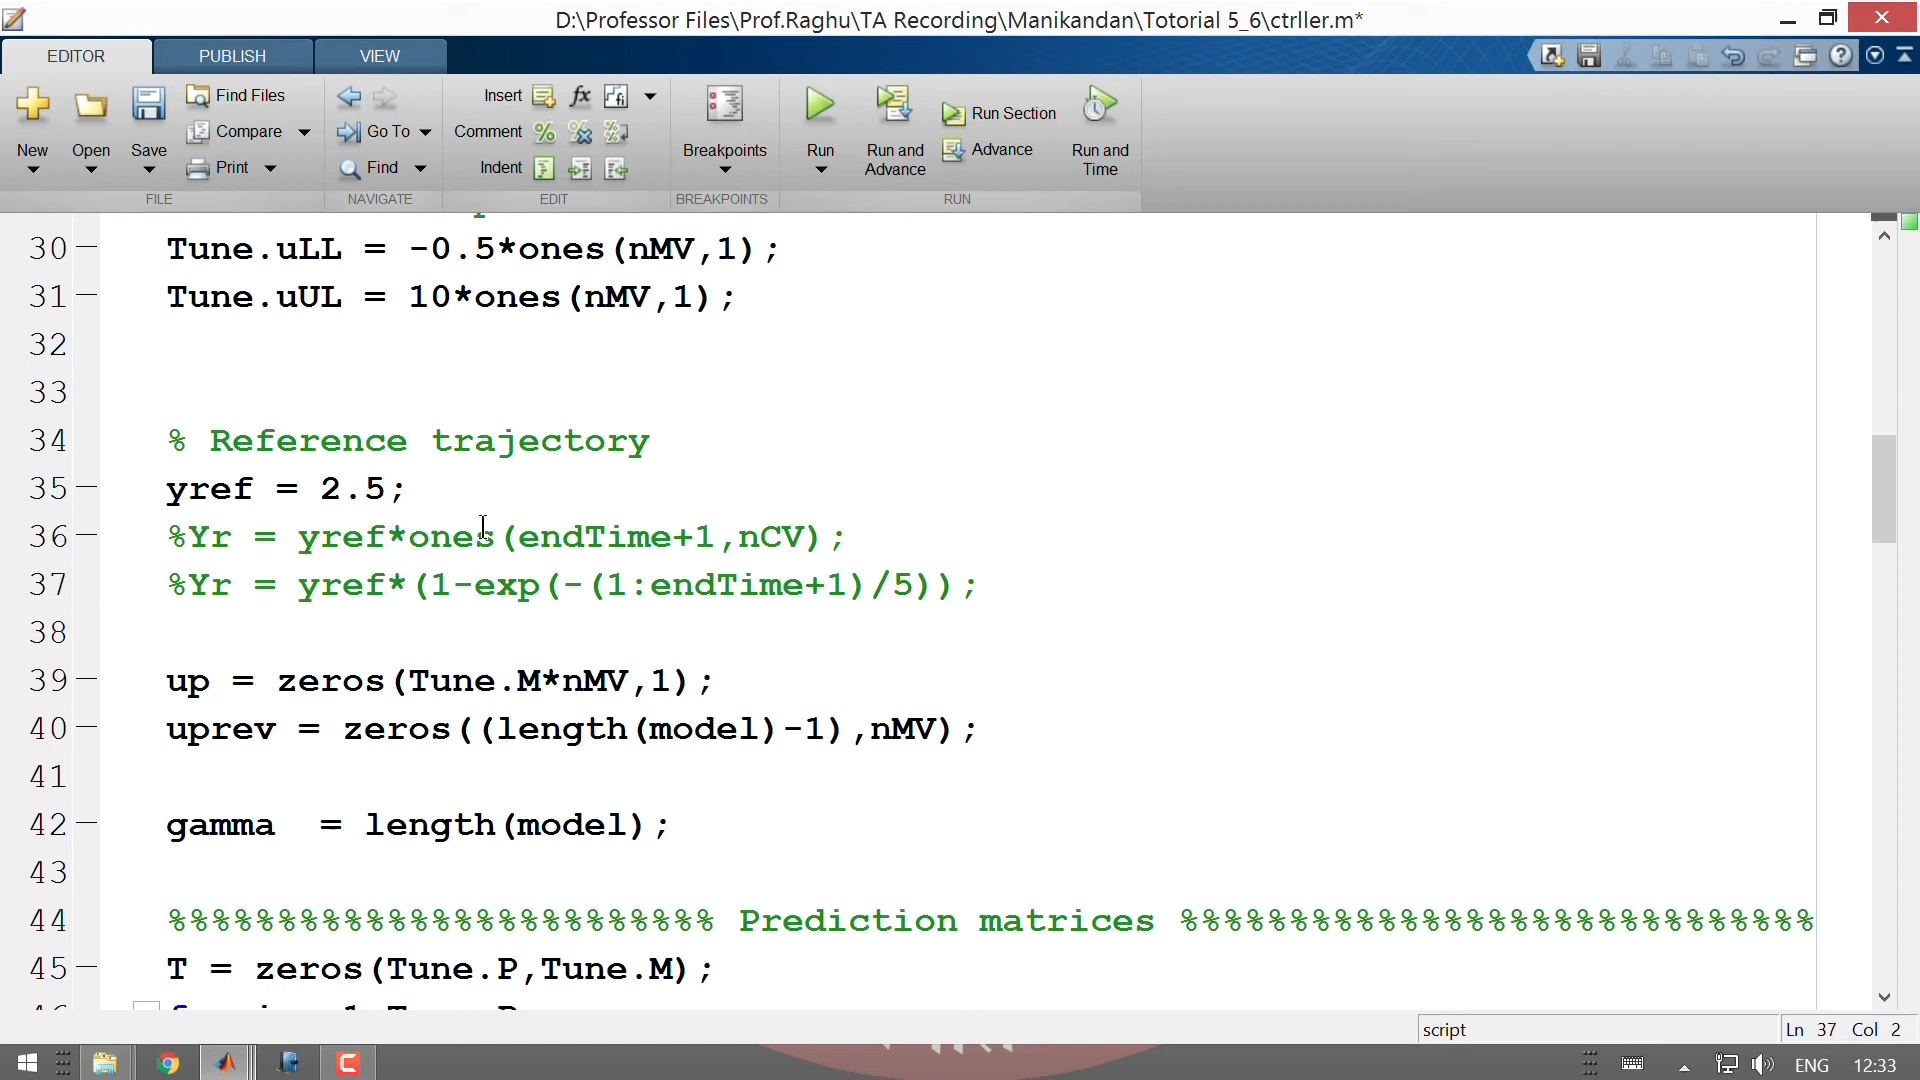 D:\Professor Files\Prof.Raghu\TA Recording\Manikandan\Totorial 5_6\ctrller.m*
EDITOR PUBLISH VIEW
New Open Save Find Files Compare Print
Go To Find
Insert Comment Indent
Breakpoints
Run Run and Advance Run Section Advance Run and Time
FILE NAVIGATE EDIT BREAKPOINTS RUN
30 Tune.uLL = -0.5*ones(nMV,1);
31 Tune.uUL = 10*ones(nMV,1);
32
33
34 % Reference trajectory
35 yref = 2.5;
36 %Yr = yref*ones(endTime+1,nCV);
37 %Yr = yref*(1-exp(-(1:endTime+1)/5));
38
39 up = zeros(Tune.M*nMV,1);
40 uprev = zeros((length(model)-1),nMV);
41
42 gamma  = length(model);
43
44 %%%%%%%%%%%%%%%%%%%%%%%%% Prediction matrices %%%%%%%%%%%%%%%%%%%%%%%%%%%%%
45 T = zeros(Tune.P,Tune.M);
script Ln 37 Col 2
ENG 12:33